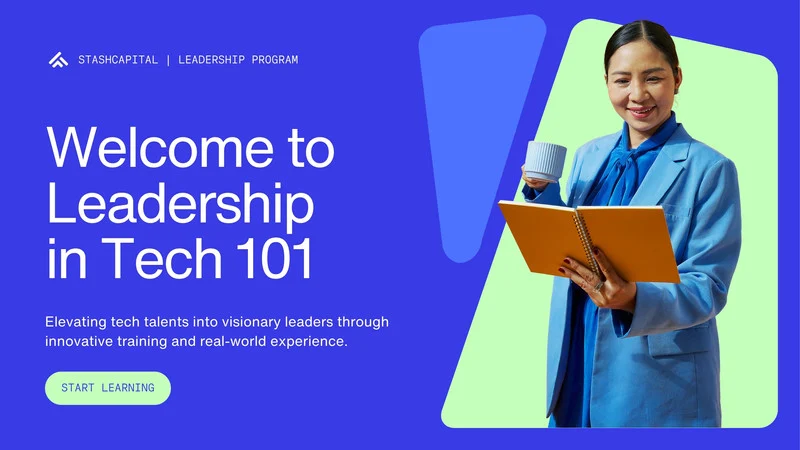 STASHCAPITAL | LEADERSHIP PROGRAM
Welcome to
Leadership
in Tech 101
Elevating tech talents into visionary leaders through
innovative training and real-world experience.
START LEARNING